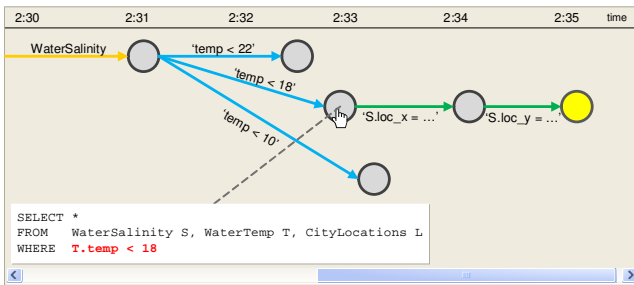 2:30 2:31 2:32 2:33 2:34 2:35 time
WaterSalinity
‘temp < 22’
‘temp < 18’
‘temp < 10’
‘S.loc_x = …’
‘S.loc_y = …’
SELECT *
FROM WaterSalinity S, WaterTemp T, CityLocations L
WHERE T.temp < 18